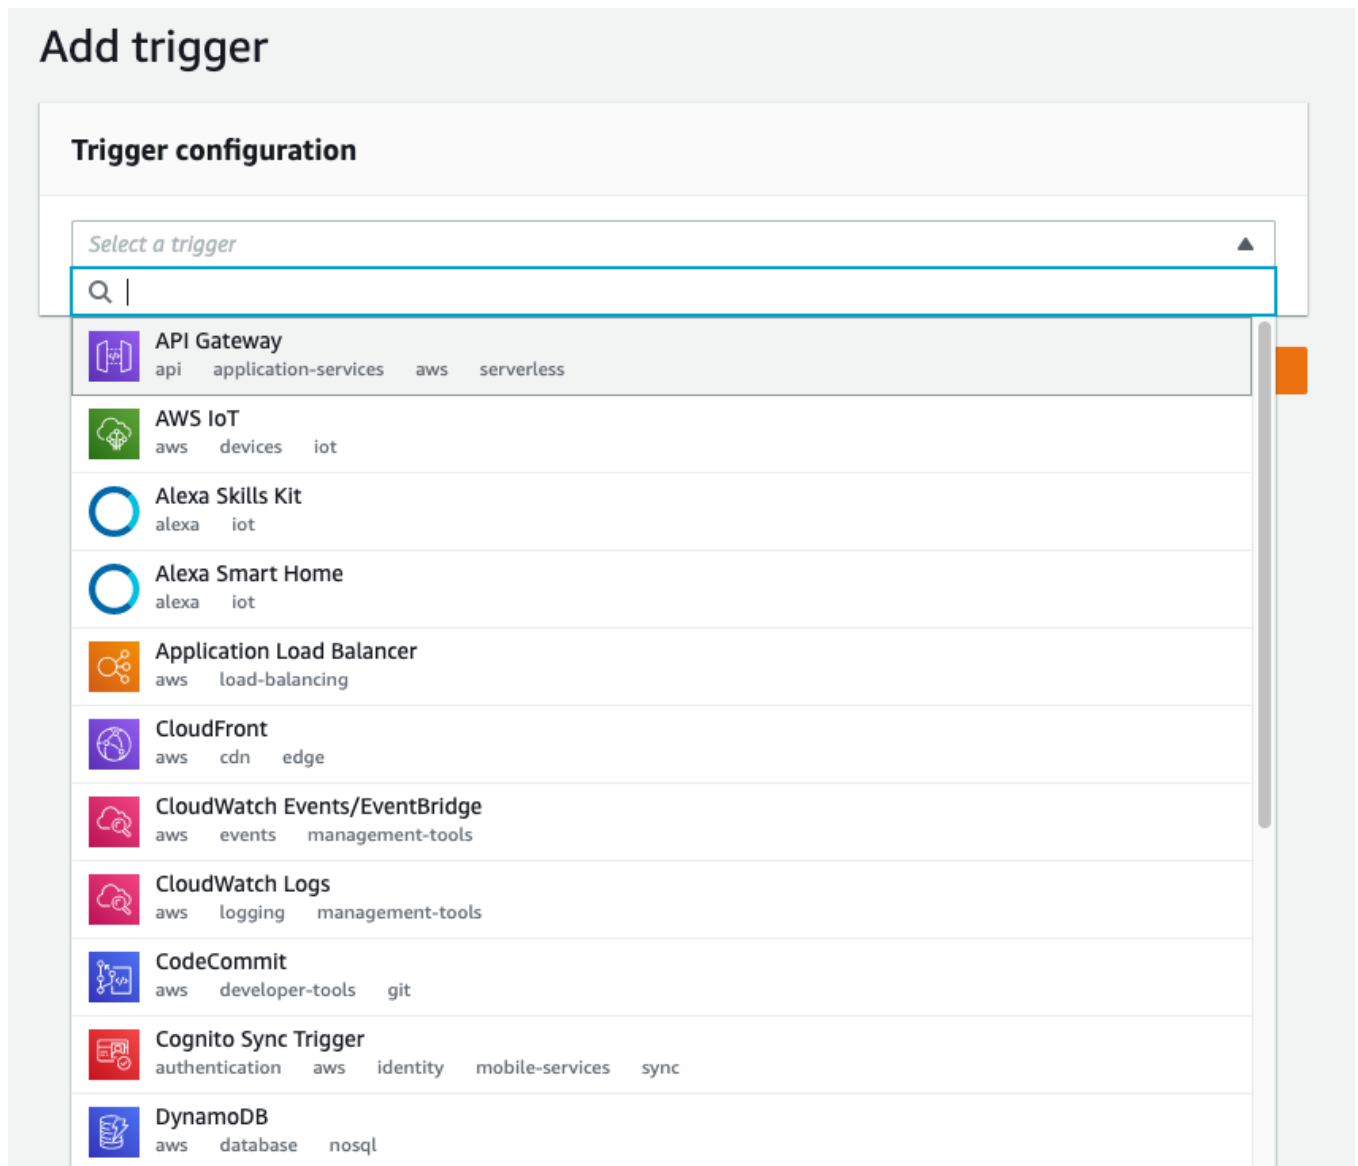 Add trigger
Trigger configuration
Select a trigger
API Gateway
api application-services aws serverless
AWS IoT
aws devices iot
Alexa Skills Kit
alexa iot
Alexa Smart Home
alexa iot
Application Load Balancer
aws load-balancing
CloudFront
aws cdn edge
CloudWatch Events/EventBridge
aws events management-tools
CloudWatch Logs
aws logging management-tools
CodeCommit
aws developer-tools git
Cognito Sync Trigger
authentication aws identity mobile-services sync
DynamoDB
aws database nosql